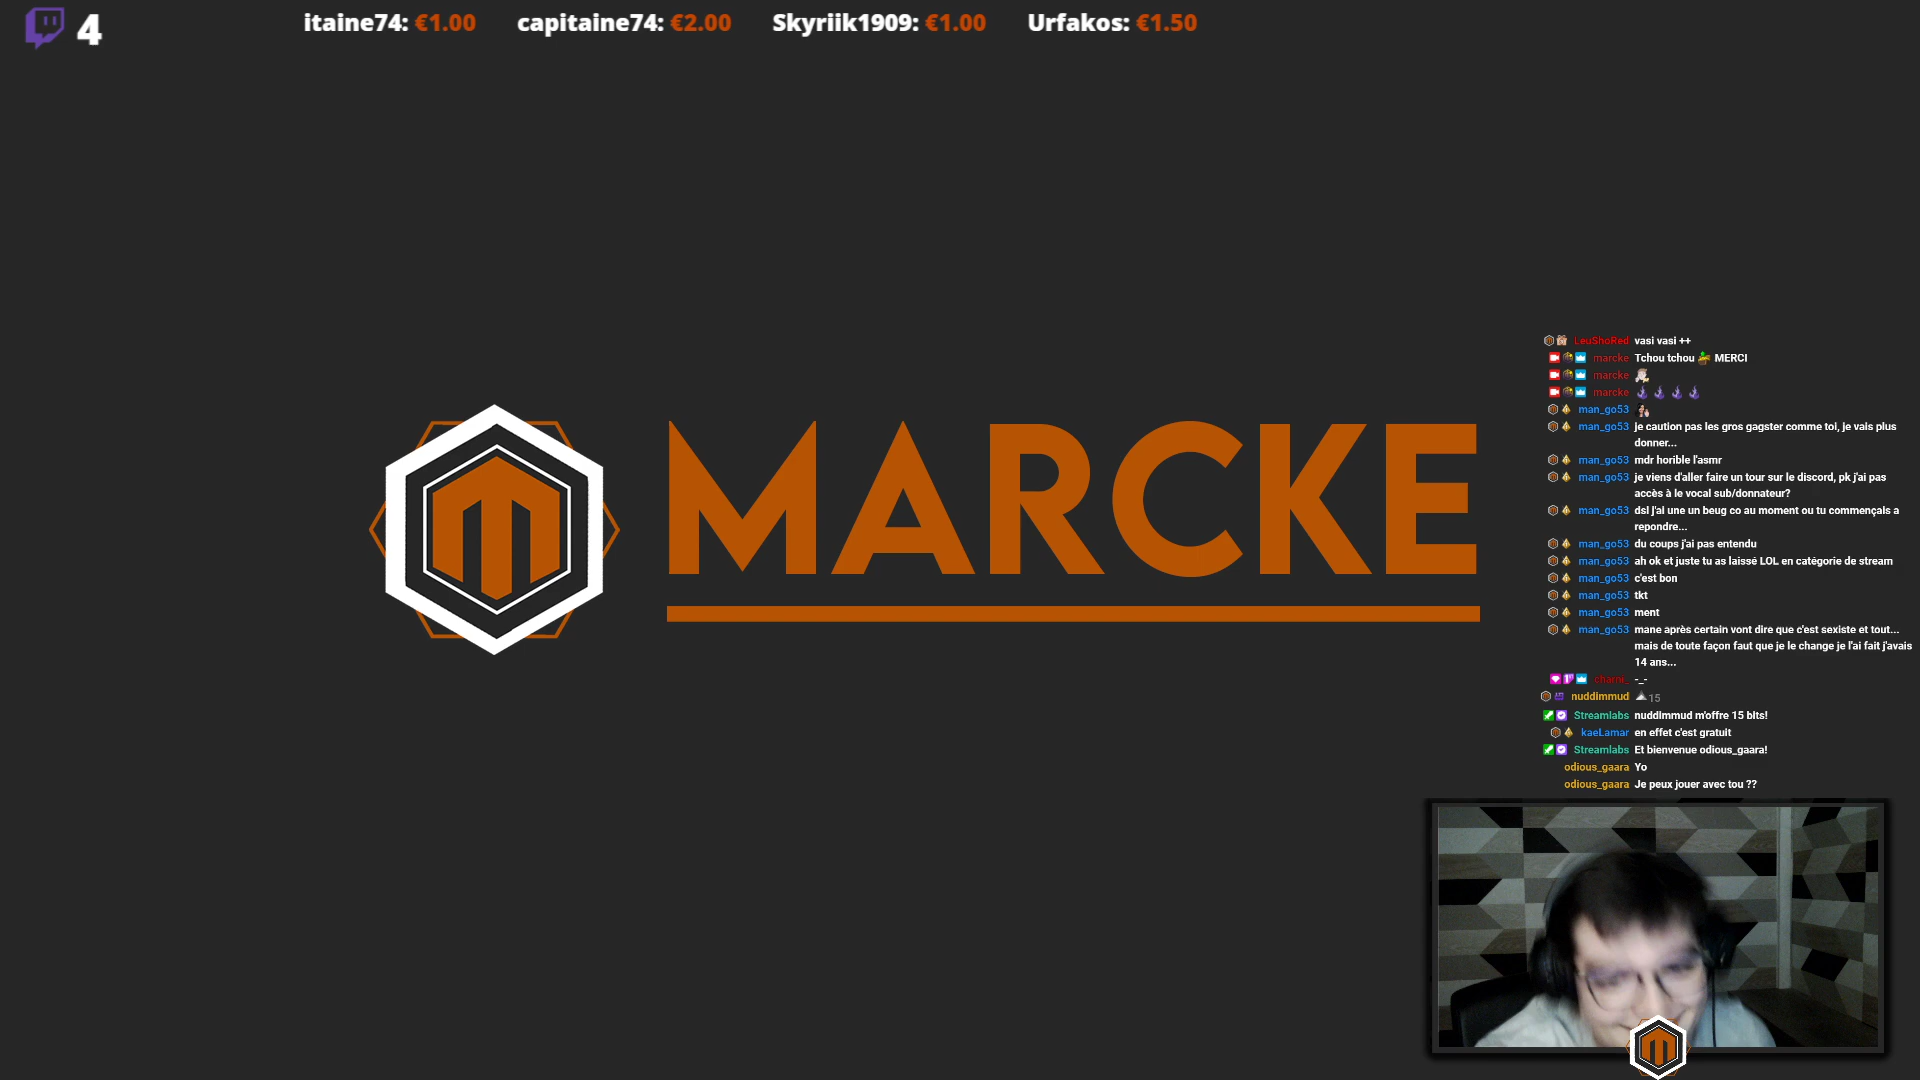 4 itaine74: €1.00 capitaine74: €2.00 Skyriik1909: €1.00 Urfakos: €1.50
MARCKE
LeuShoRed vasi vasi ++
marcke Tchou tchou MERCI
marcke
marcke
man_go53
man_go53 je caution pas les gros gagster comme toi, je vais plus
donner...
man_go53 mdr horrible l'asmr
man_go53 je viens d'aller faire un tour sur le discord, pk j'ai pas
accès à le vocal sub/donnateur?
man_go53 dsl j'ai une un beug co au moment ou tu commençais a
repondre...
man_go53 du coups j'ai pas entendu
man_go53 ah ok et juste tu as laissé LOL en catégorie de stream
man_go53 c'est bon
man_go53 tkt
man_go53 ment
man_go53 mane après certain vont dire que c'est sexiste et tout...
mais de toute façon faut que je le change je l'ai fait j'avais
14 ans...
-_-
nuddimmud 15
Streamlabs nuddimmud m'offre 15 bits!
kaeLamar en effet c'est gratuit
Streamlabs Et bienvenue odious_gaara!
odious_gaara Yo
odious_gaara Je peux jouer avec tou ??